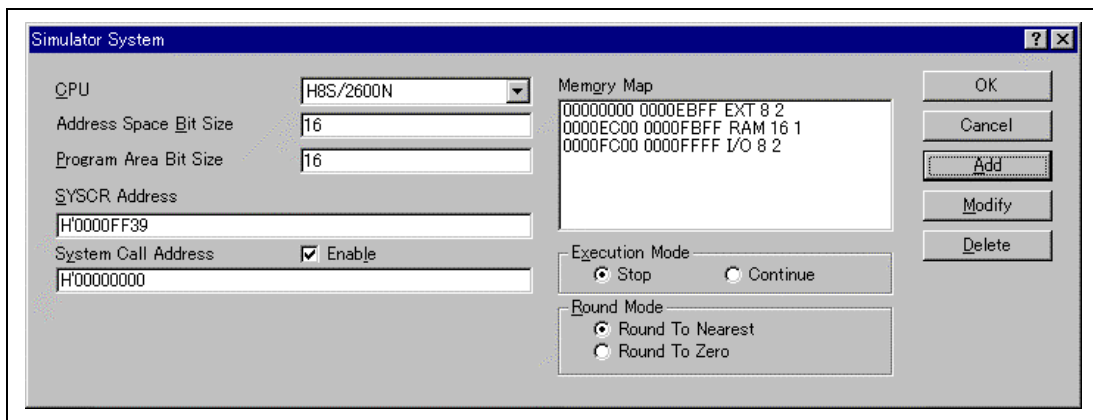 Simulator System
CPU
H8S/2600N
Address Space Bit Size
16
Program Area Bit Size
16
SYSCR Address
H'0000FF39
System Call Address
Enable
H'00000000
Memory Map
00000000 0000EBFF EXT 8 2
0000EC00 0000FBFF RAM 16 1
0000FC00 0000FFFF I/O 8 2
Execution Mode
Stop
Continue
Round Mode
Round To Nearest
Round To Zero
OK
Cancel
Add
Modify
Delete